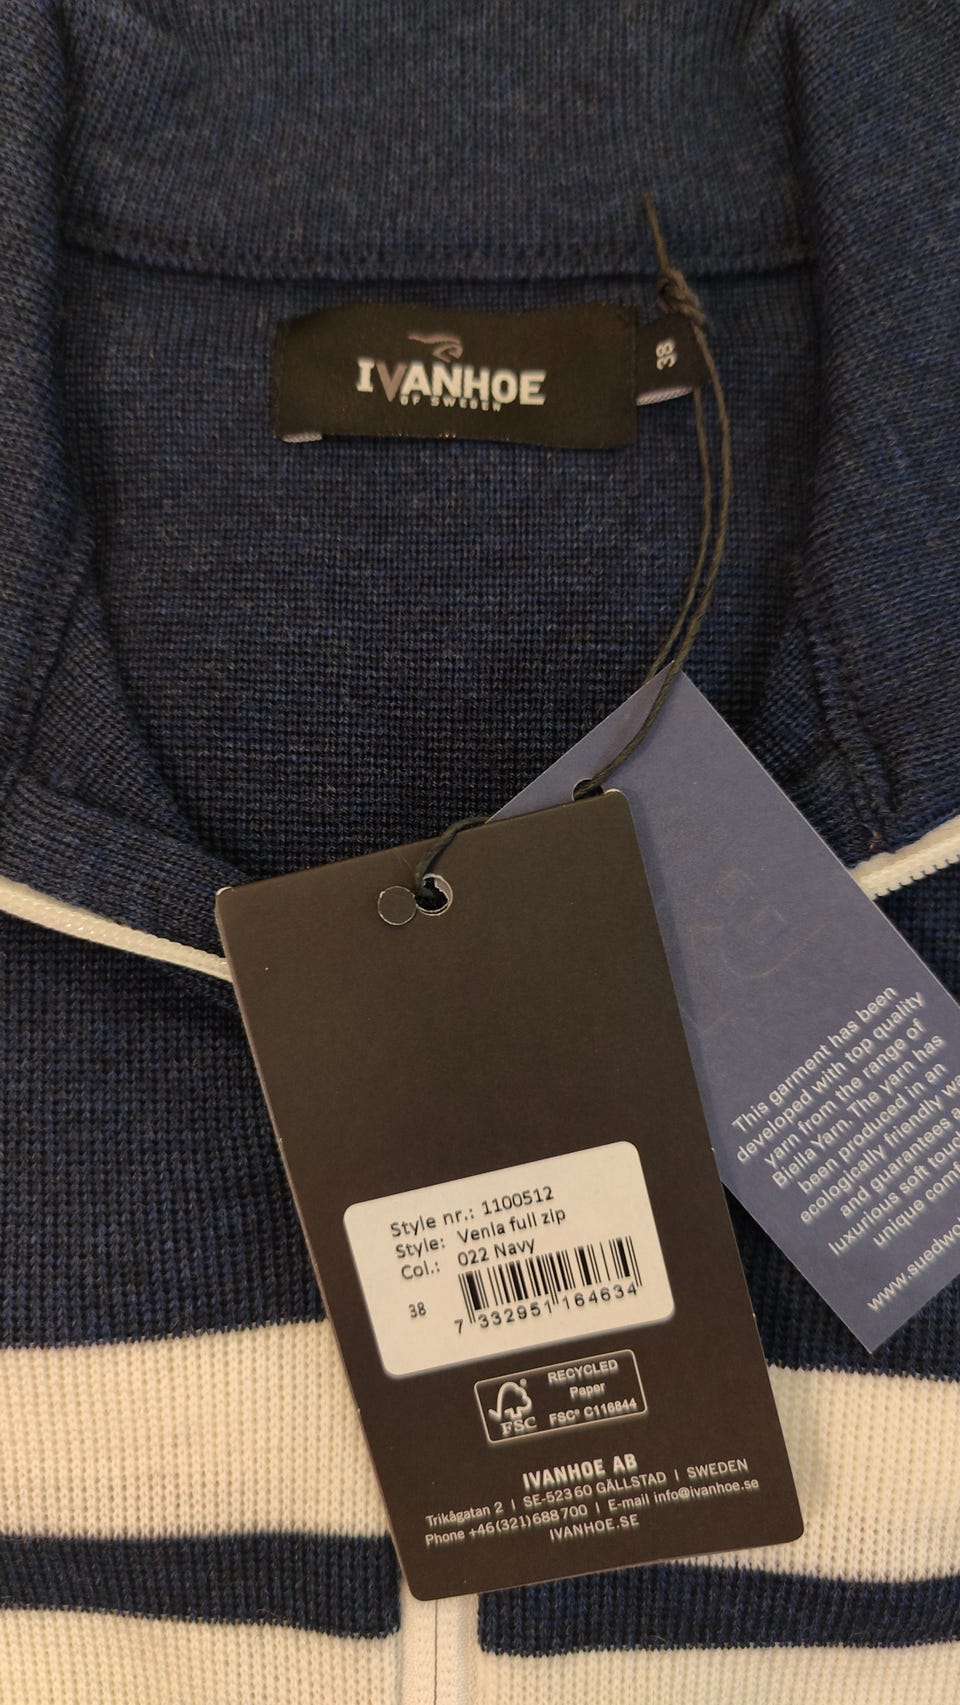 IVANHOE
OF SWEDEN
38
This garment has been
developed with top quality
yarn from the range of
Biella Yarn. The yarn has
been produced in an
ecologically friendly
and guarantees
luxurious soft touch
unique
Style nr.: 1100512
Style: Venla full zip
Col.: 022 Navy
38
7 332951 164634
RECYCLED
Paper
FSC® C116844
FSC
IVANHOE AB
Trikågatan 2 | SE-523 60 GÄLLSTAD | SWEDEN
Phone +46(321)688700 | E-mail info@ivanhoe.se
IVANHOE.SE